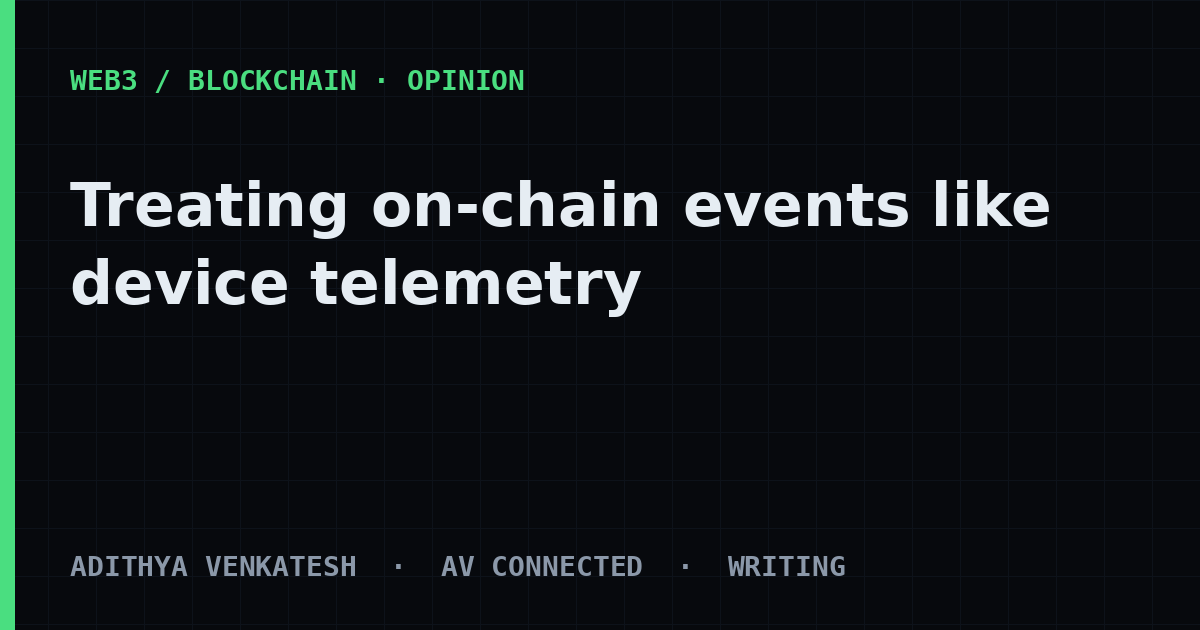 WEB3 / BLOCKCHAIN · OPINION
Treating on-chain events like
device telemetry
ADITHYA VENKATESH · AV CONNECTED · WRITING